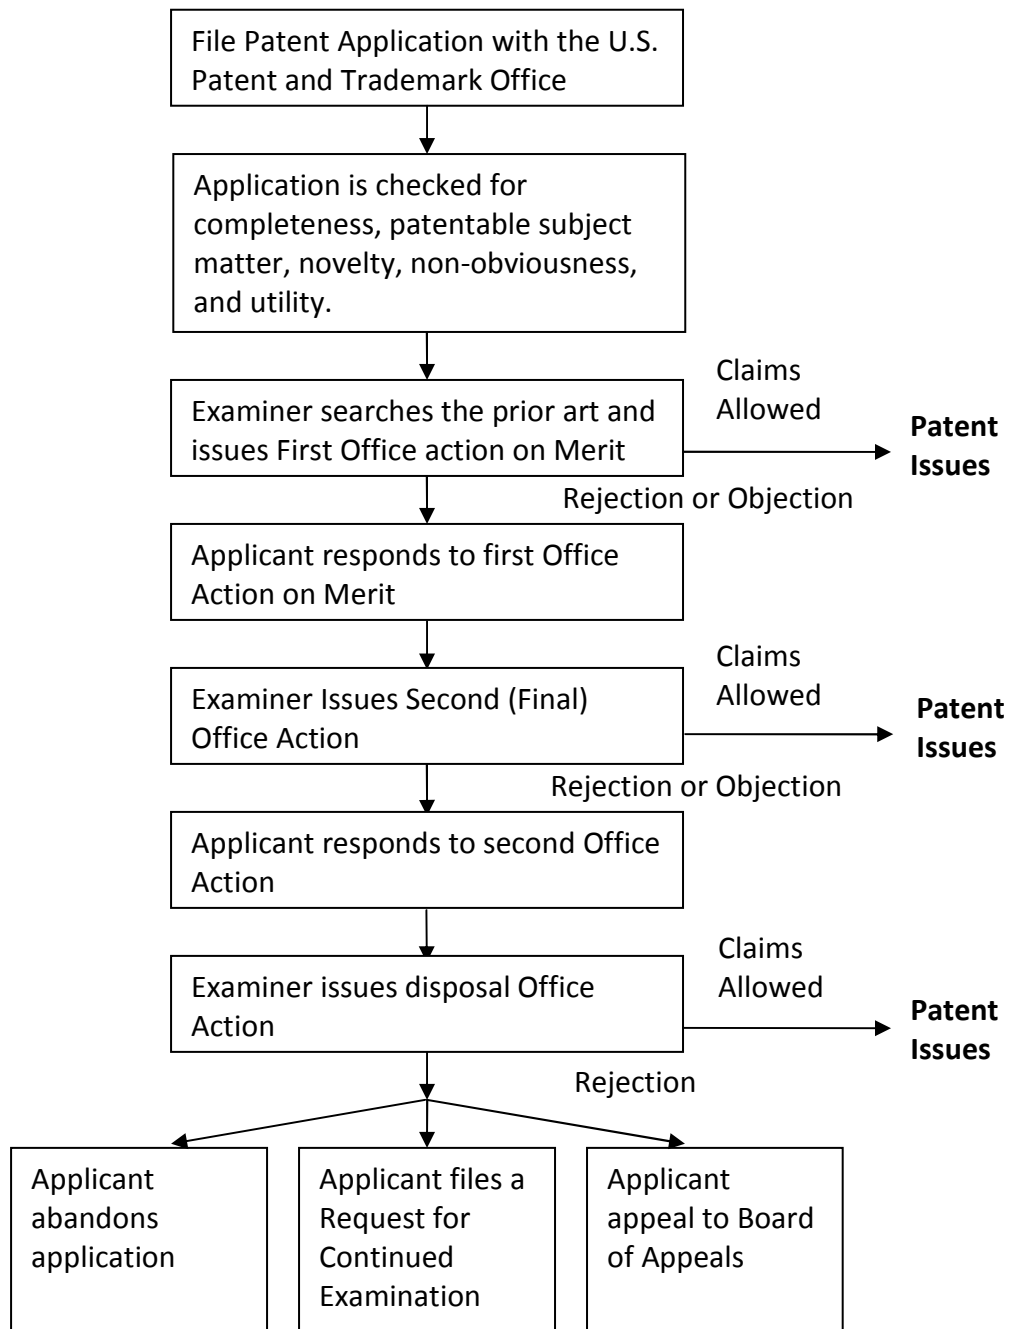 File Patent Application with the U.S.
Patent and Trademark Office
Application is checked for
completeness, patentable subject
matter, novelty, non-obviousness,
and utility.
Claims
Allowed
Examiner searches the prior art and
issues First Office action on Merit
Patent
Issues
Rejection or Objection
Applicant responds to first Office
Action on Merit
Claims
Allowed
Examiner Issues Second (Final)
Office Action
Patent
Issues
Rejection or Objection
Applicant responds to second Office
Action
Claims
Allowed
Examiner issues disposal Office
Action
Patent
Issues
Rejection
Applicant
abandons
application
Applicant files a
Request for
Continued
Examination
Applicant
appeal to Board
of Appeals